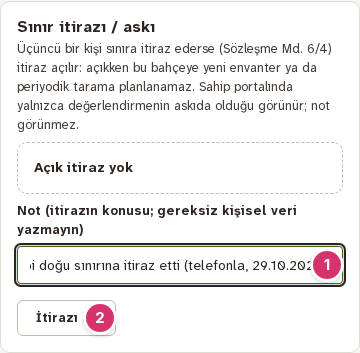 Sınır itirazı / askı
Üçüncü bir kişi sınıra itiraz ederse (Sözleşme Md. 6/4)
itiraz açılır: açıkken bu bahçeye yeni envanter ya da
periyodik tarama planlanamaz. Sahip portalında
yalnızca değerlendirmenin askıda olduğu görünür; not
görünmez.
Açık itiraz yok
Not (itirazın konusu; gereksiz kişisel veri
yazmayın)
doğu sınırına itiraz etti (telefonla, 29.10.202
1
İtirazı
2